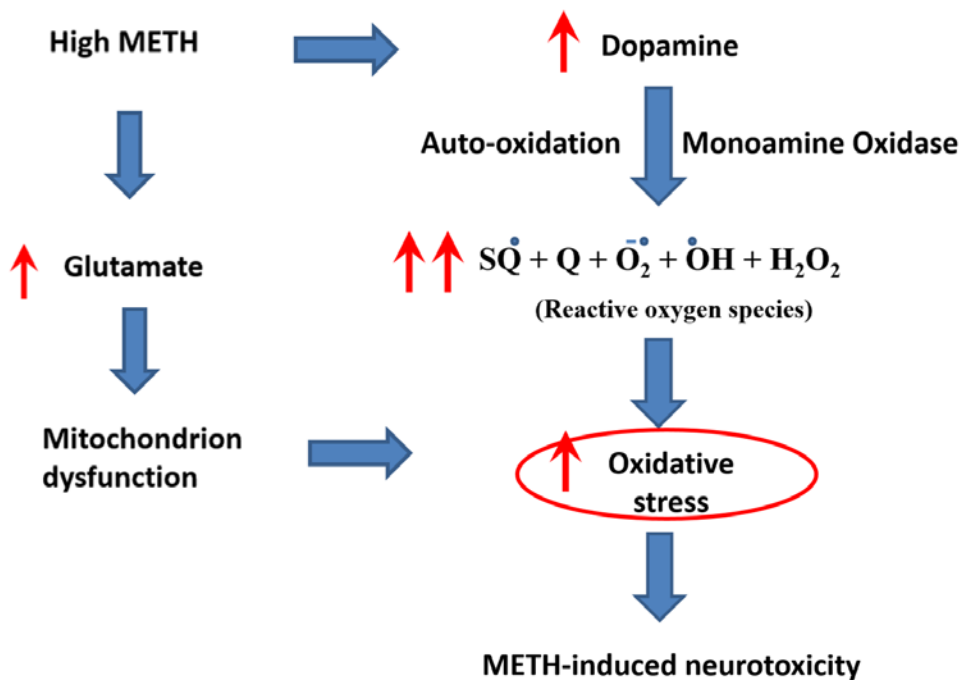 High METH
Dopamine
Auto-oxidation
Monoamine Oxidase
Glutamate
SQ̇ + Q + O₂⁻• + ȮH + H₂O₂
(Reactive oxygen species)
Mitochondrion
dysfunction
Oxidative
stress
METH-induced neurotoxicity